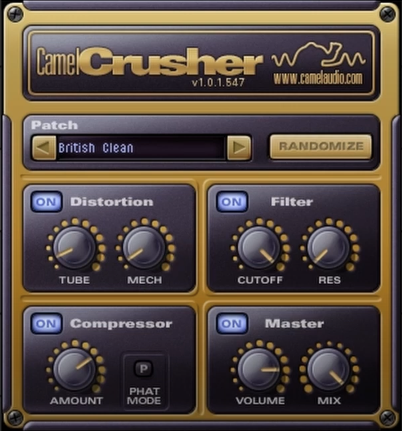 CamelCrusher
v1.0.1.547
www.camelaudio.com
Patch
British Clean
RANDOMIZE
ON Distortion
TUBE MECH
ON Filter
CUTOFF RES
ON Compressor
AMOUNT
P
PHAT
MODE
ON Master
VOLUME MIX